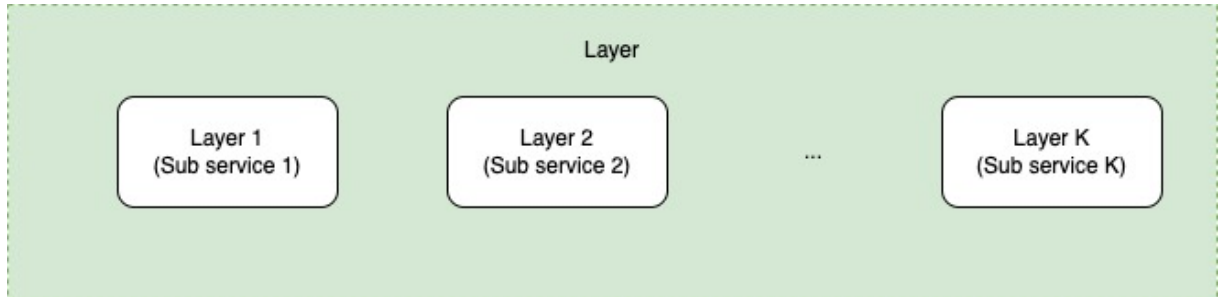 Layer
Layer 1
(Sub service 1)
Layer 2
(Sub service 2)
...
Layer K
(Sub service K)